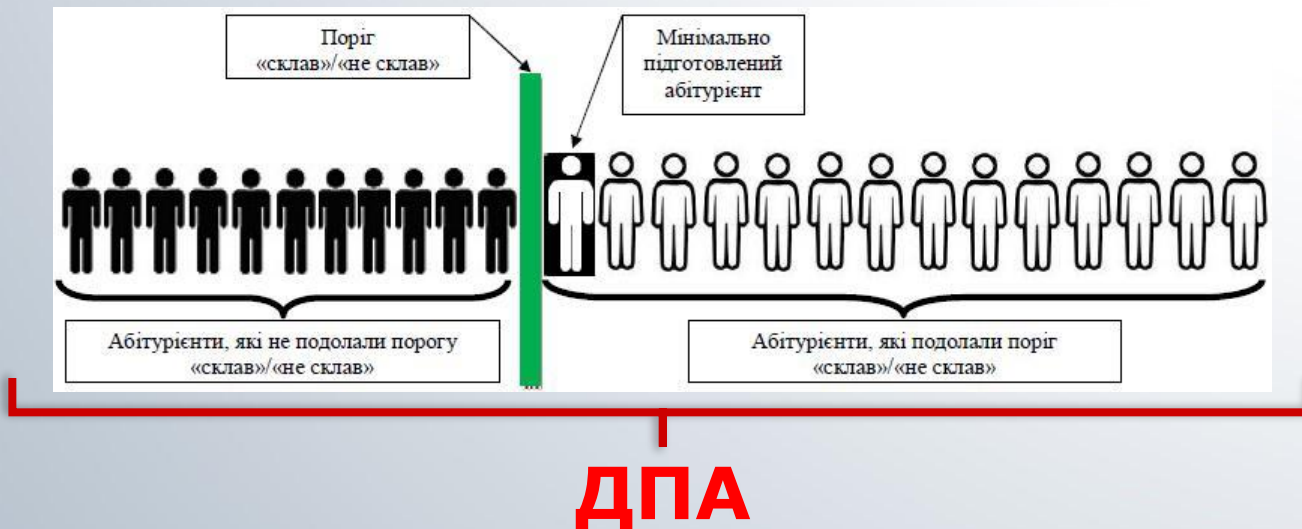 Поріг
«склав»/«не склав»
Мінімально
підготовлений
абітурієнт
Абітурієнти, які не подолали порогу
«склав»/«не склав»
Абітурієнти, які подолали поріг
«склав»/«не склав»
ДПА